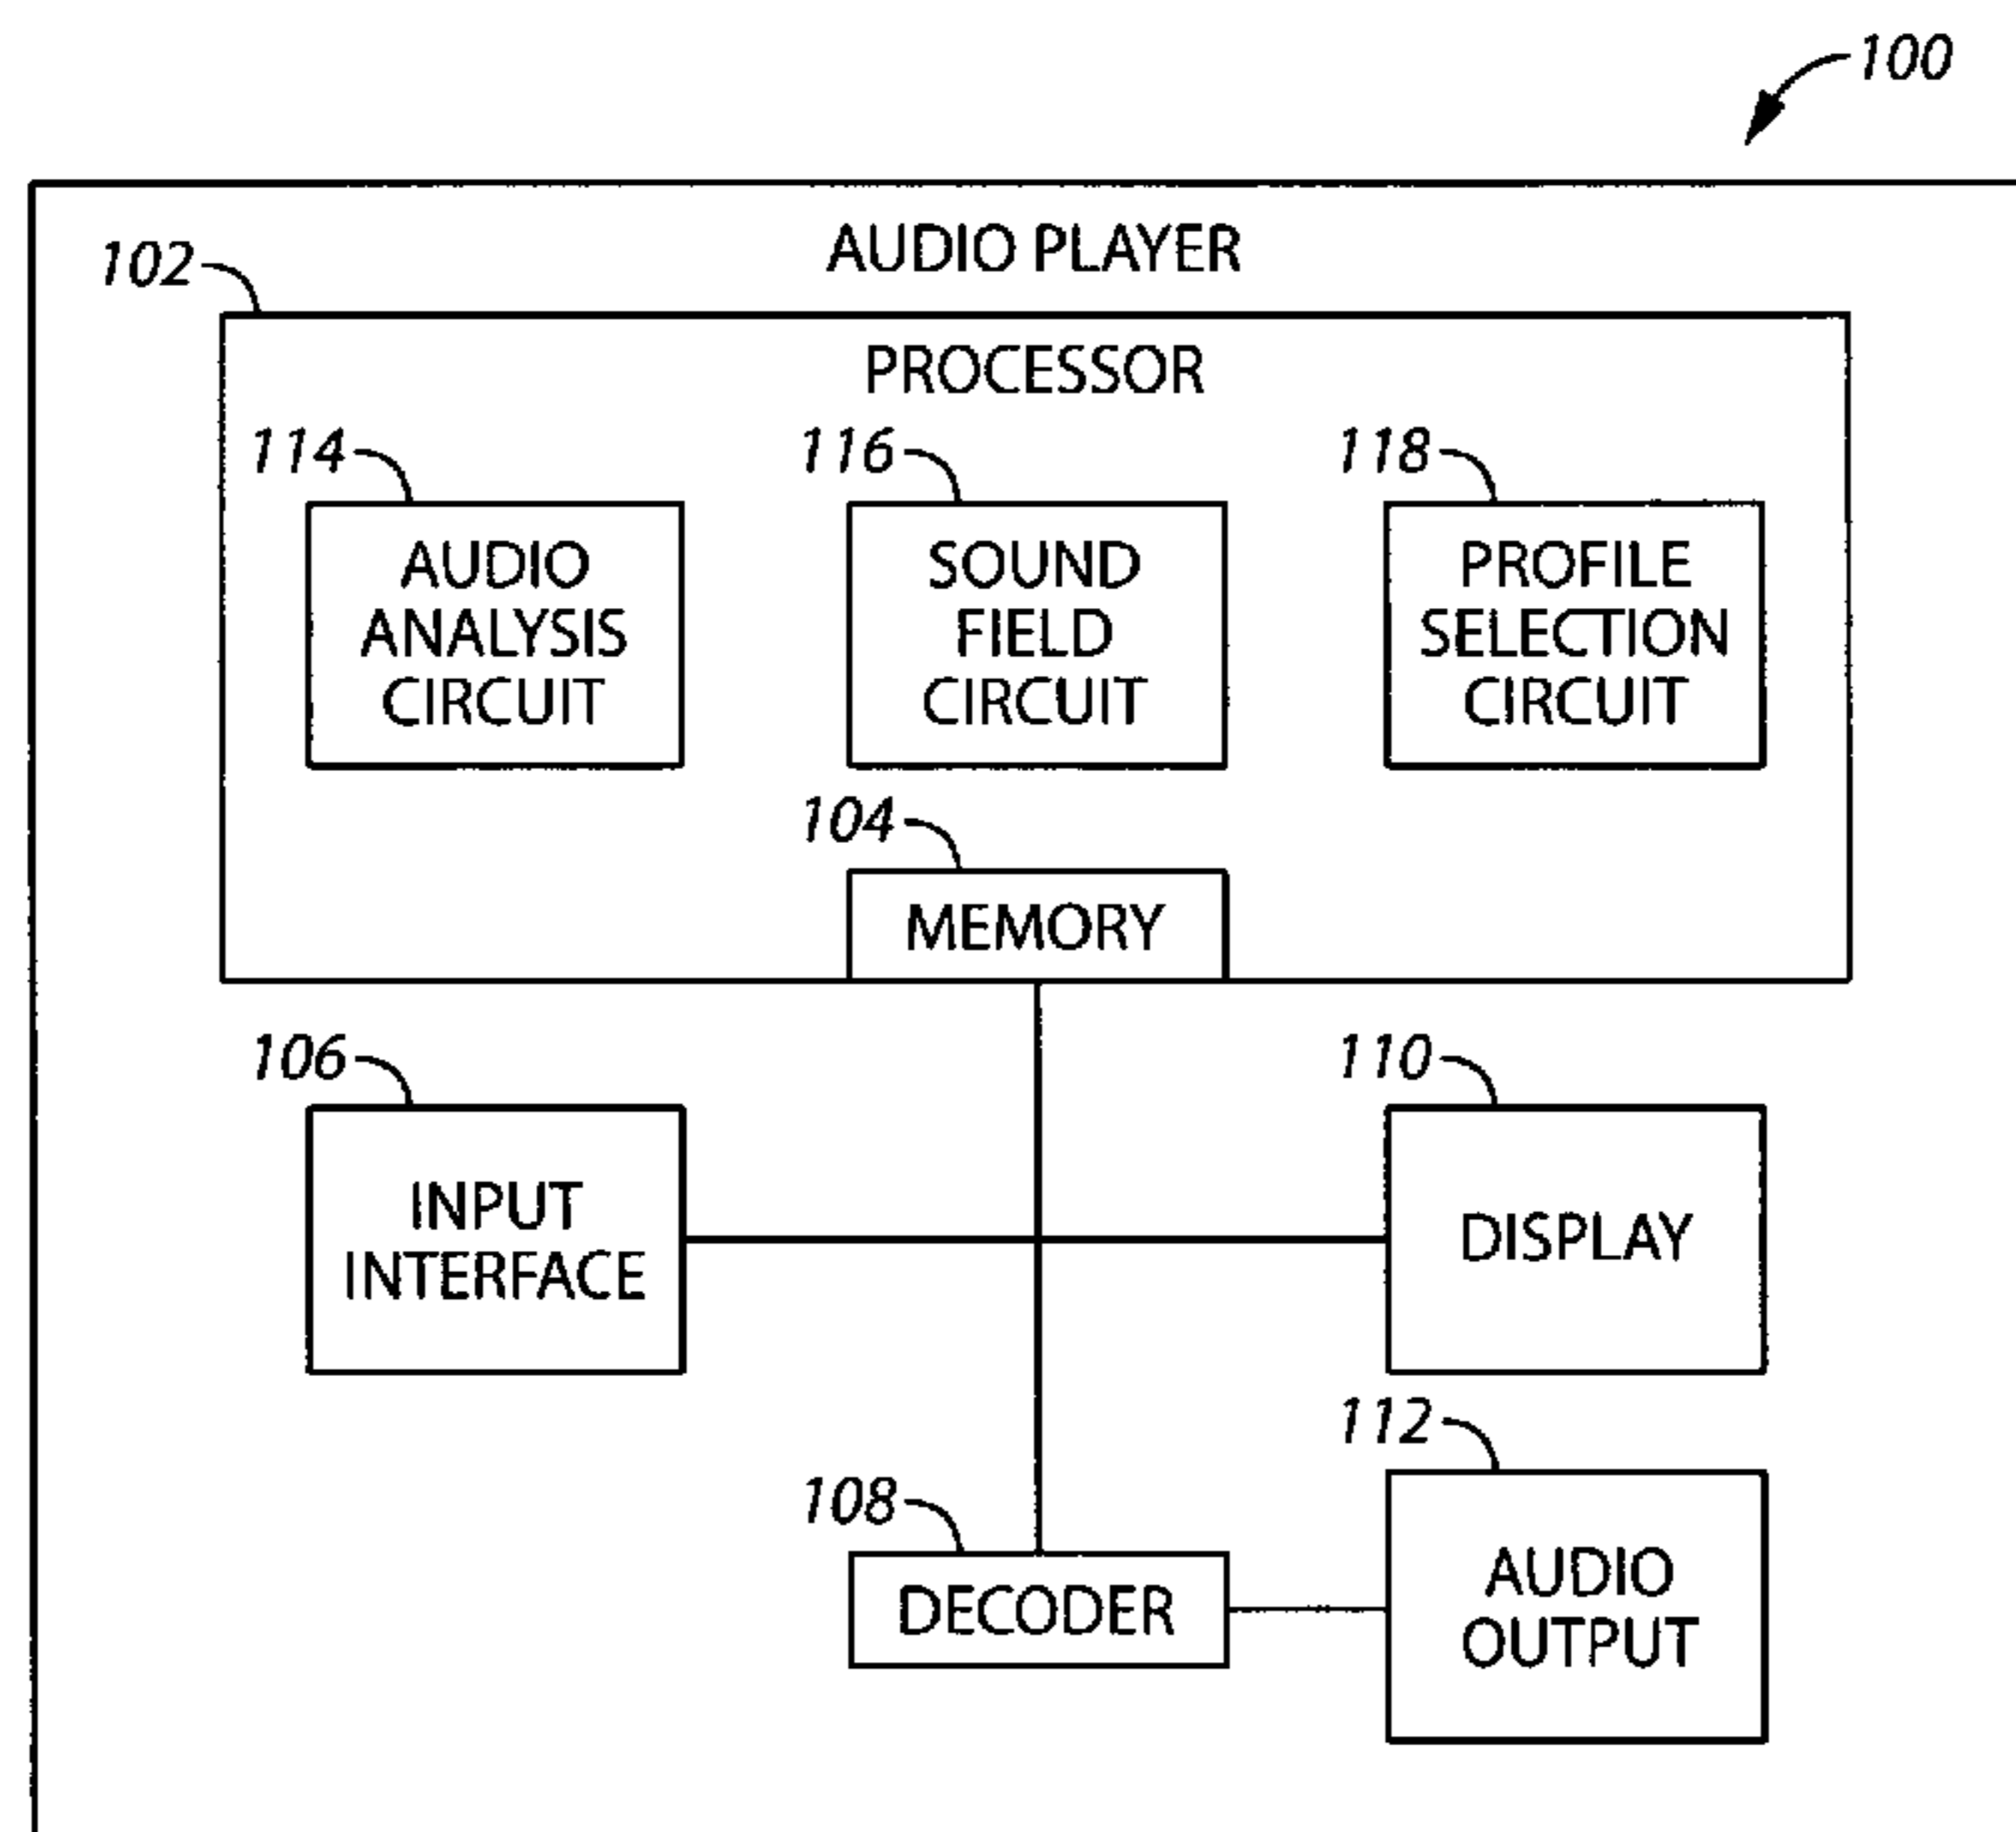 100
AUDIO PLAYER
102
PROCESSOR
114
116
118
AUDIO
ANALYSIS
CIRCUIT
SOUND
FIELD
CIRCUIT
PROFILE
SELECTION
CIRCUIT
104
MEMORY
106
110
INPUT
INTERFACE
DISPLAY
112
108
DECODER
AUDIO
OUTPUT